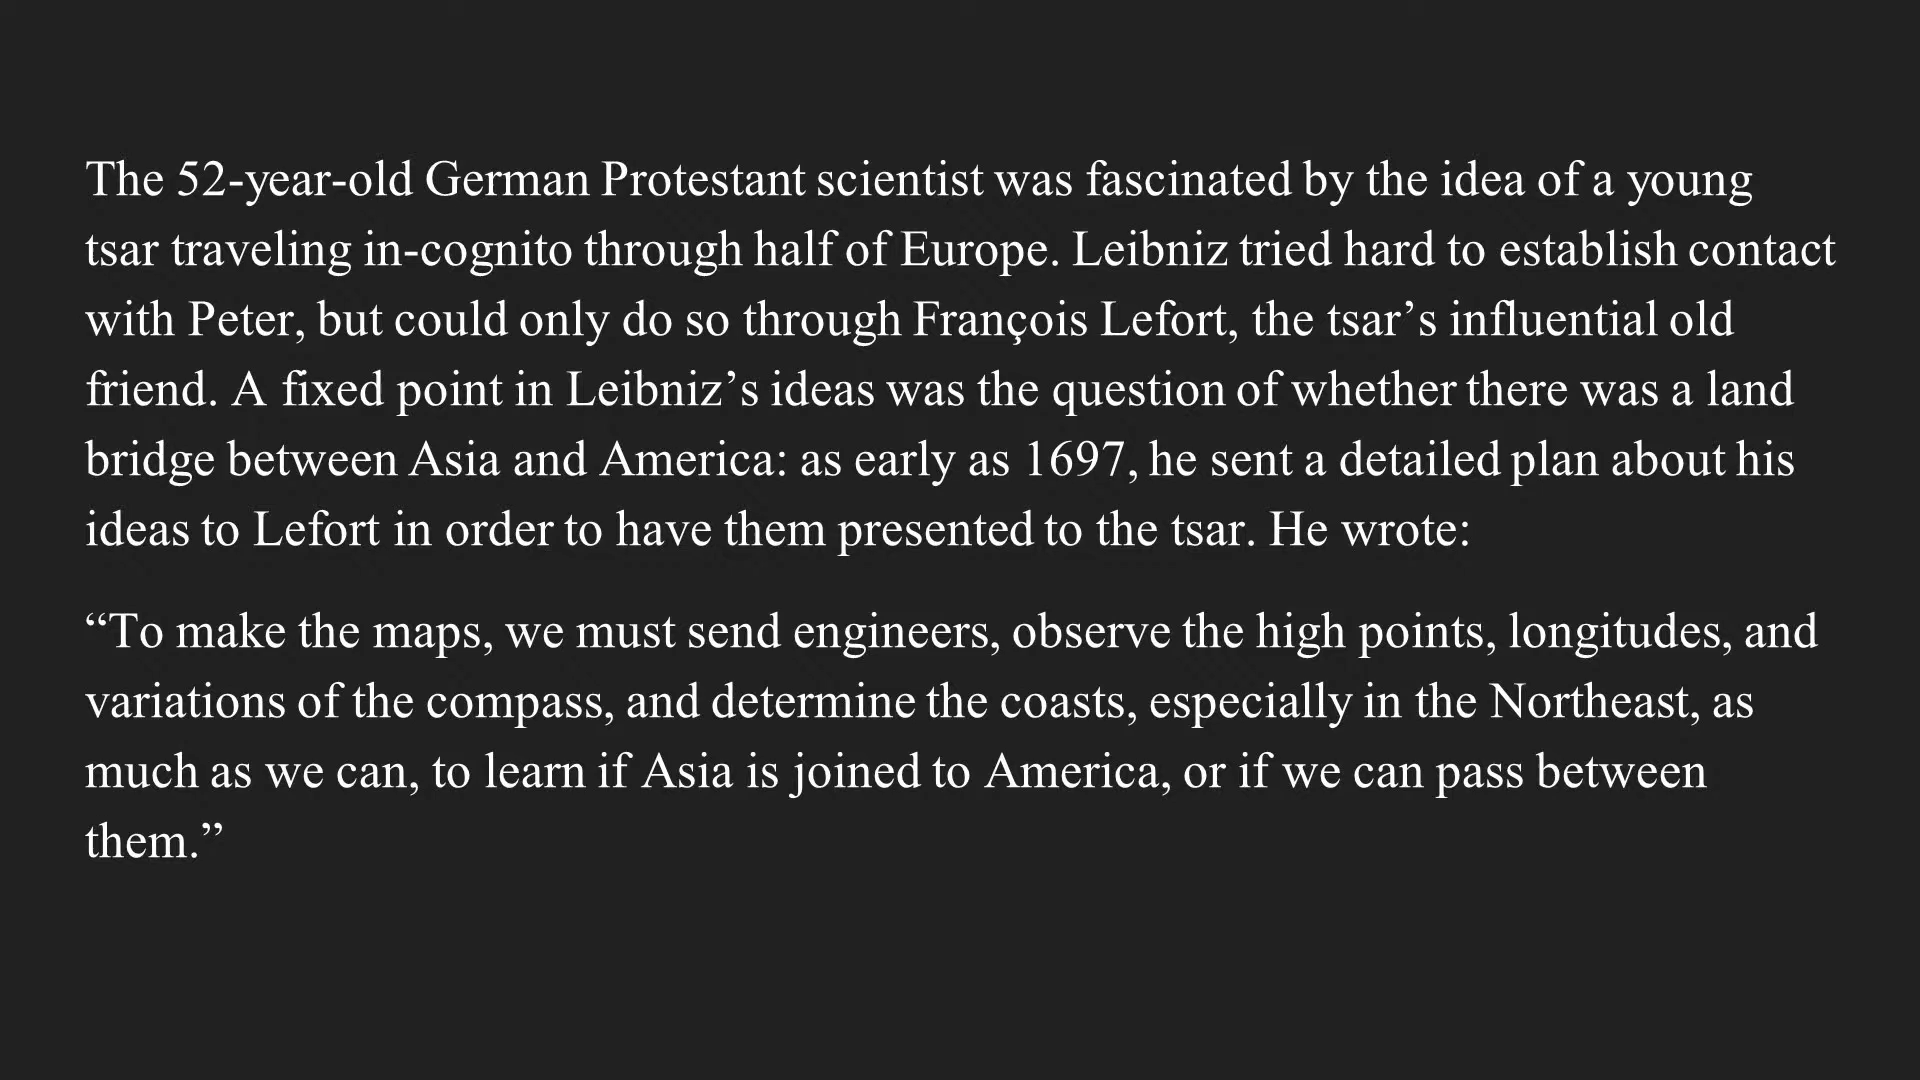 The 52-year-old German Protestant scientist was fascinated by the idea of a young
tsar traveling in-cognito through half of Europe. Leibniz tried hard to establish contact
with Peter, but could only do so through François Lefort, the tsar’s influential old
friend. A fixed point in Leibniz’s ideas was the question of whether there was a land
bridge between Asia and America: as early as 1697, he sent a detailed plan about his
ideas to Lefort in order to have them presented to the tsar. He wrote:
“To make the maps, we must send engineers, observe the high points, longitudes, and
variations of the compass, and determine the coasts, especially in the Northeast, as
much as we can, to learn if Asia is joined to America, or if we can pass between
them.”